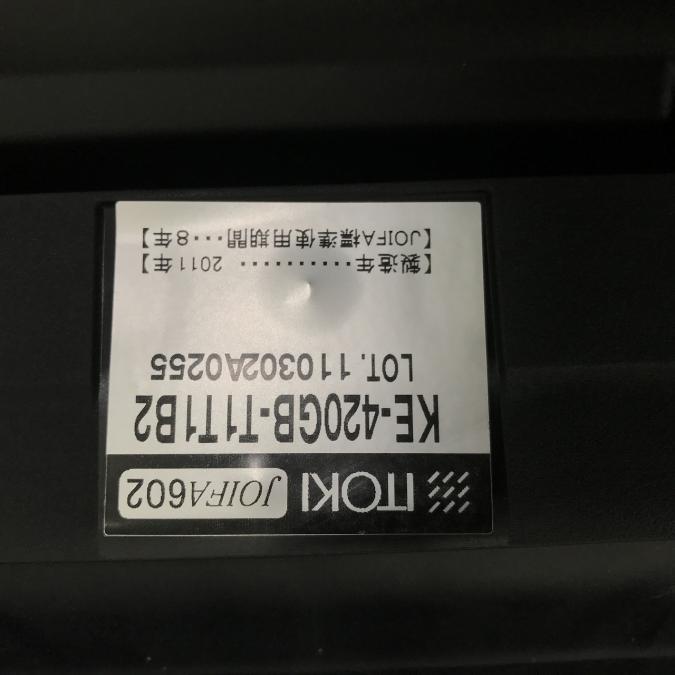 ITOKI JOIFA602
KE-420GB-T1T1B2
LOT. 110302A0255
【製造年・・・・・・・・・・ 2011年】
【JOIFA標準使用期間・・・8年】